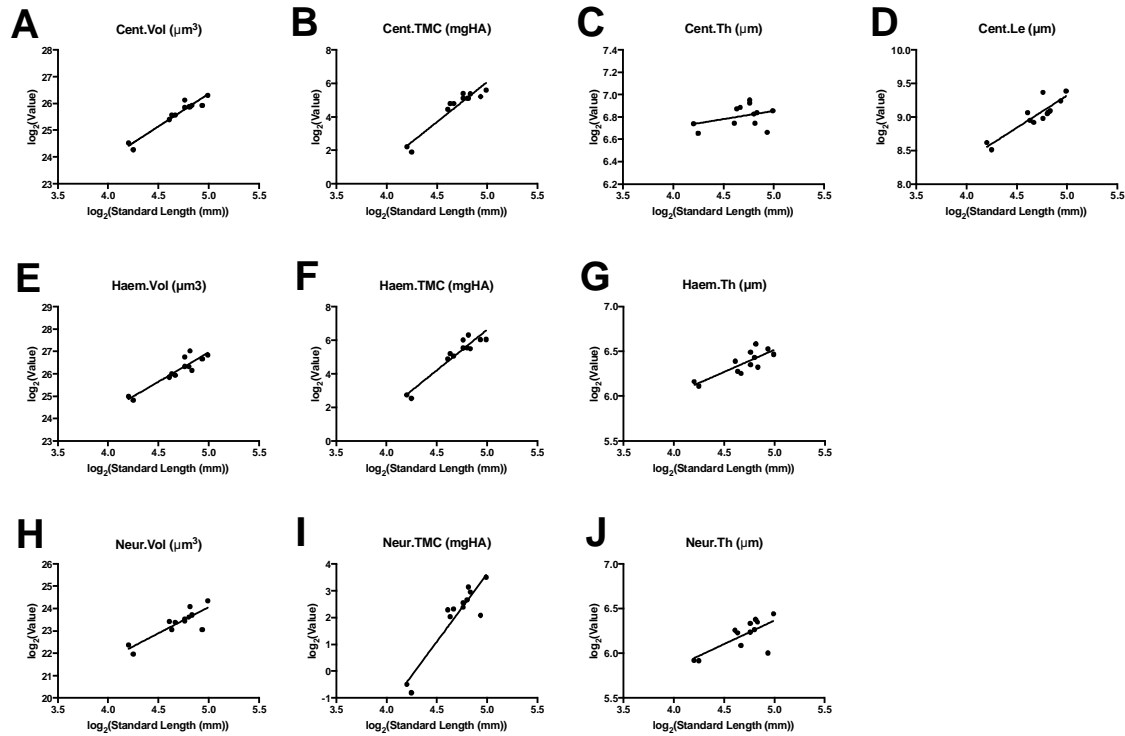 A
Cent.Vol (µm³)
log₂(Value)
28
27
26
25
24
23
3.5 4.0 4.5 5.0 5.5
log₂(Standard Length (mm))
B
Cent.TMC (mgHA)
log₂(Value)
8
6
4
2
0
3.5 4.0 4.5 5.0 5.5
log₂(Standard Length (mm))
C
Cent.Th (µm)
log₂(Value)
7.4
7.2
7.0
6.8
6.6
6.4
6.2
3.5 4.0 4.5 5.0 5.5
log₂(Standard Length (mm))
D
Cent.Le (µm)
log₂(Value)
10.0
9.5
9.0
8.5
8.0
3.5 4.0 4.5 5.0 5.5
log₂(Standard Length (mm))
E
Haem.Vol (µm3)
log₂(Value)
29
28
27
26
25
24
23
3.5 4.0 4.5 5.0 5.5
log₂(Standard Length (mm))
F
Haem.TMC (mgHA)
log₂(Value)
8
6
4
2
0
3.5 4.0 4.5 5.0 5.5
log₂(Standard Length (mm))
G
Haem.Th (µm)
log₂(Value)
7.0
6.5
6.0
5.5
3.5 4.0 4.5 5.0 5.5
log₂(Standard Length (mm))
H
Neur.Vol (µm³)
log₂(Value)
26
25
24
23
22
21
20
3.5 4.0 4.5 5.0 5.5
log₂(Standard Length (mm))
I
Neur.TMC (mgHA)
log₂(Value)
4
3
2
1
0
-1
3.5 4.0 4.5 5.0 5.5
log₂(Standard Length (mm))
J
Neur.Th (µm)
log₂(Value)
7.0
6.5
6.0
5.5
3.5 4.0 4.5 5.0 5.5
log₂(Standard Length (mm))